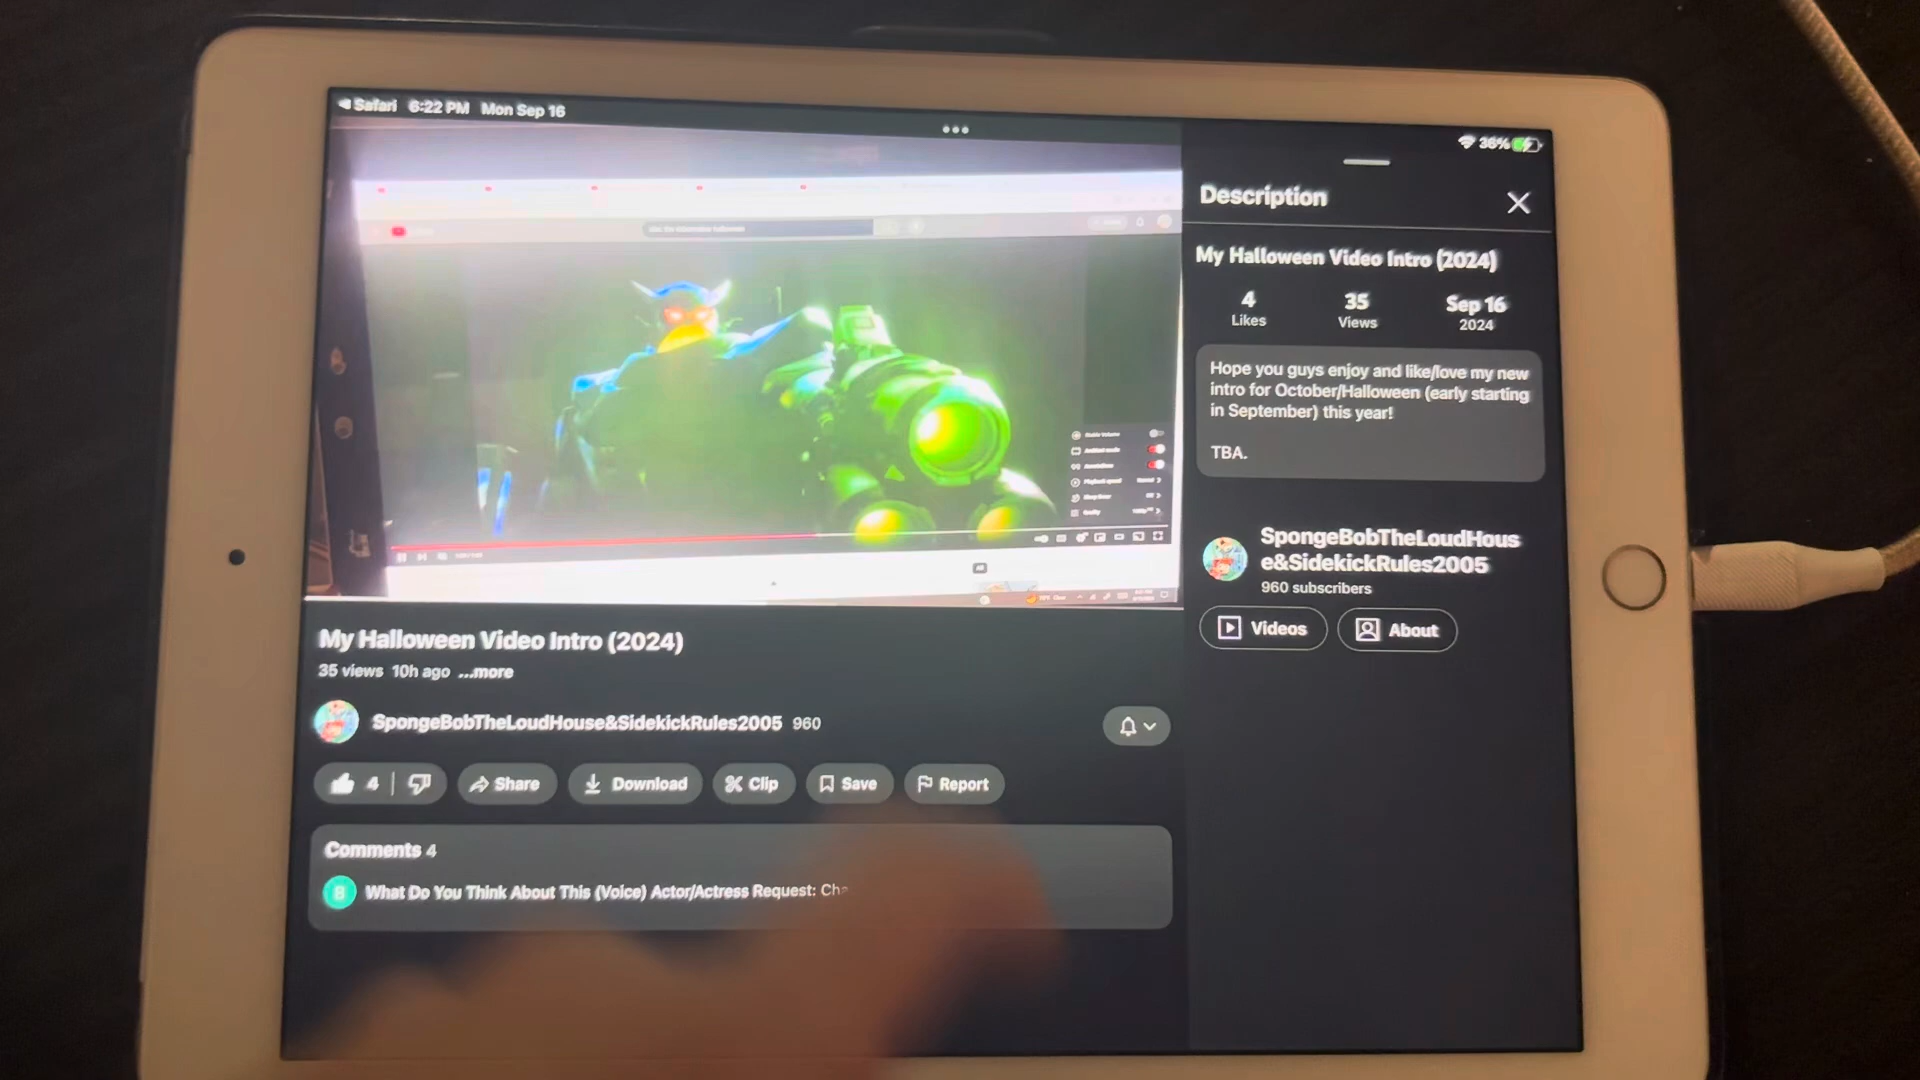 Safari 6:22 PM Mon Sep 16
36%
Description
My Halloween Video Intro (2024)
4
Likes
35
Views
Sep 16
2024
Hope you guys enjoy and like/love my new
intro for October/Halloween (early starting
in September) this year!
TBA.
SpongeBobTheLoudHous
e&SidekickRules2005
960 subscribers
Videos
About
My Halloween Video Intro (2024)
35 views 10h ago ...more
SpongeBobTheLoudHouse&SidekickRules2005 960
4
Share
Download
Clip
Save
Report
Comments 4
B
What Do You Think About This (Voice) Actor/Actress Request: Cha